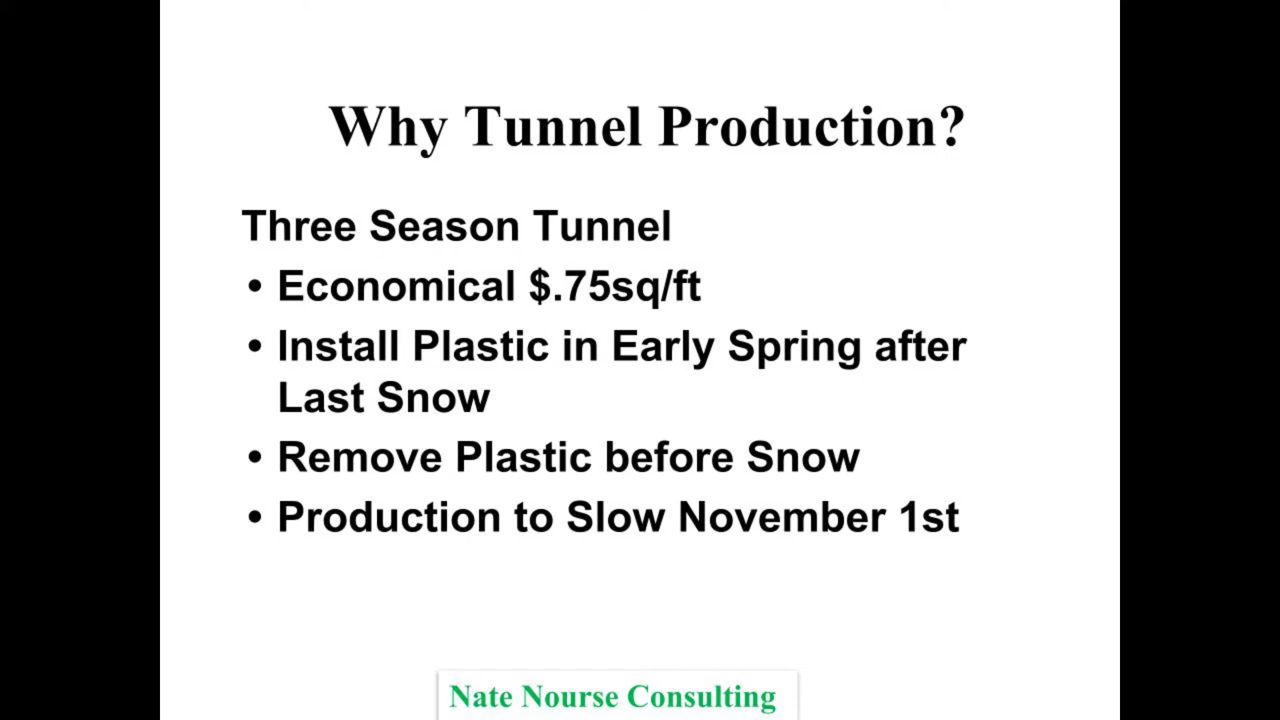 Why Tunnel Production?
Three Season Tunnel
• Economical $.75sq/ft
• Install Plastic in Early Spring after
Last Snow
• Remove Plastic before Snow
• Production to Slow November 1st
Nate Nourse Consulting